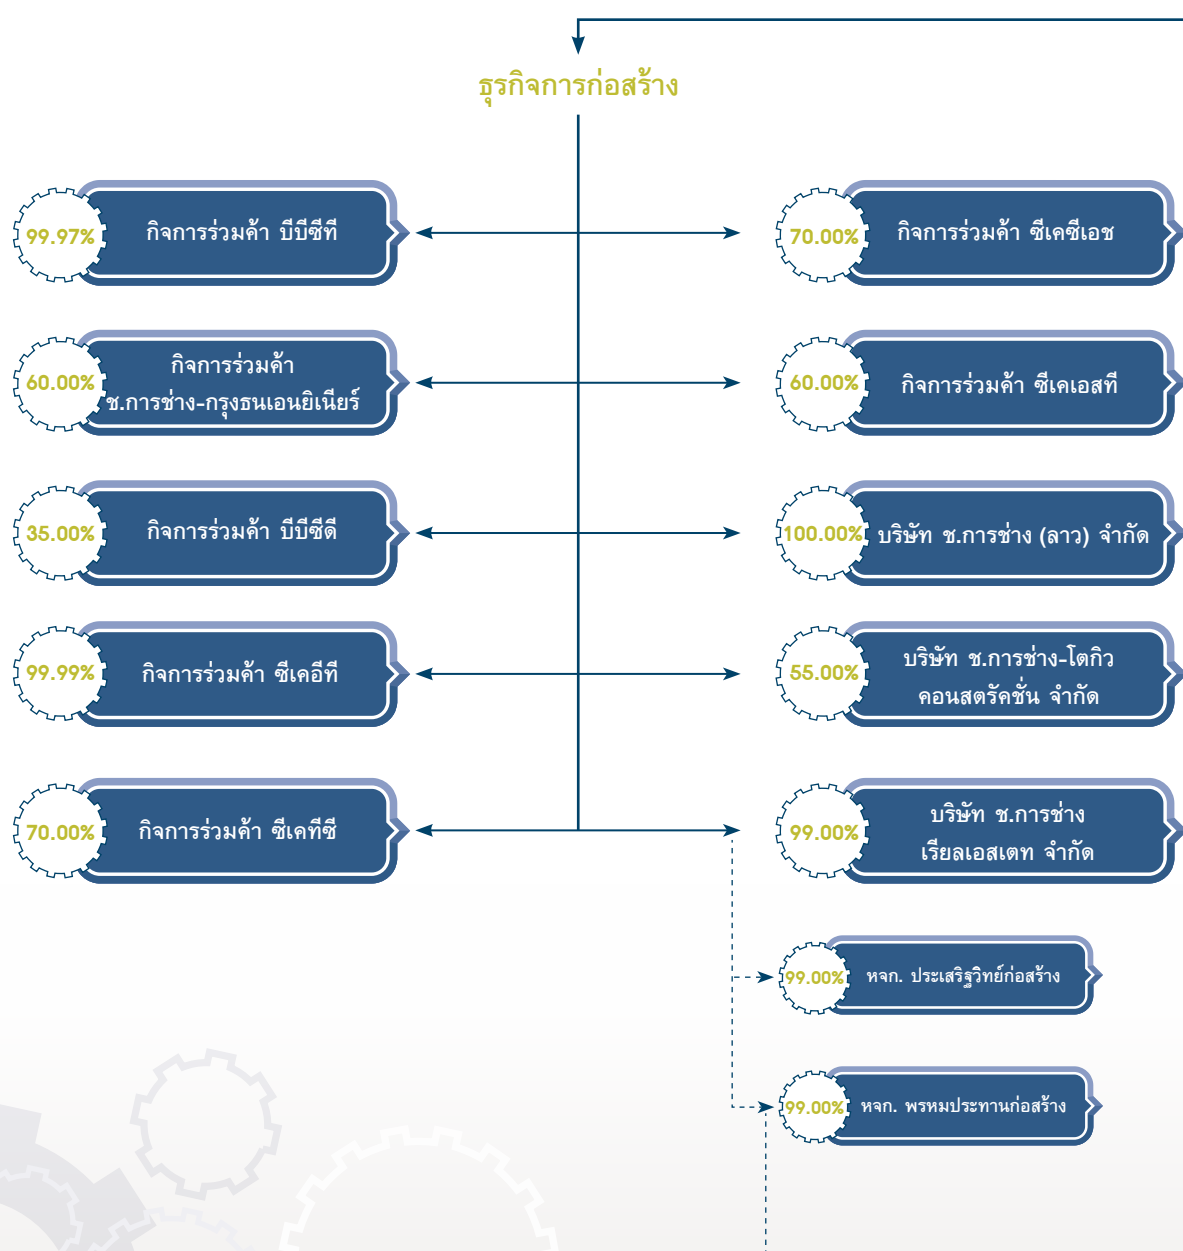 ธุรกิจการก่อสร้าง
99.97%
กิจการร่วมค้า บีบีซีที
70.00%
กิจการร่วมค้า ซีเคซีเอช
60.00%
กิจการร่วมค้า
ช.การช่าง-กรุงธนเอนยิเนียร์
60.00%
กิจการร่วมค้า ซีเคเอสที
35.00%
กิจการร่วมค้า บีบีซีดี
100.00%
บริษัท ช.การช่าง (ลาว) จำกัด
99.99%
กิจการร่วมค้า ซีเคอีที
55.00%
บริษัท ช.การช่าง-โตกิว
คอนสตรัคชั่น จำกัด
70.00%
กิจการร่วมค้า ซีเคทีซี
99.00%
บริษัท ช.การช่าง
เรียลเอสเตท จำกัด
99.00%
หจก. ประเสริฐวิทย์ก่อสร้าง
99.00%
หจก. พรหมประทานก่อสร้าง